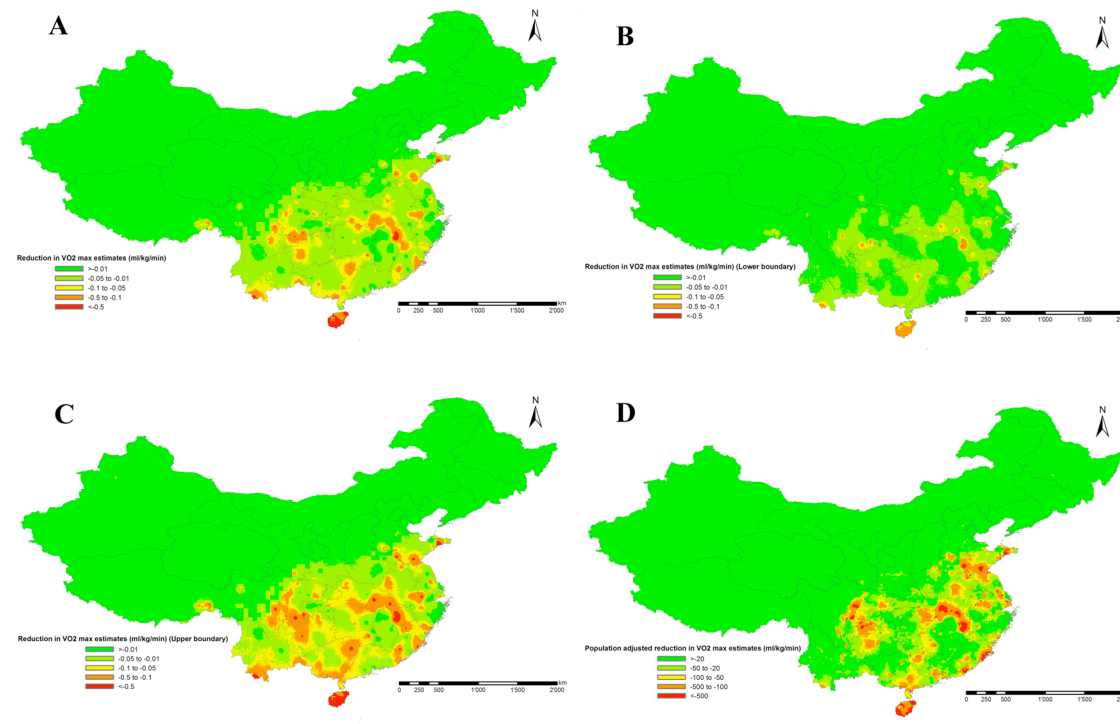 A
N
Reduction in VO2 max estimates (ml/kg/min)
>-0.01
-0.05 to -0.01
-0.1 to -0.05
-0.5 to -0.1
<-0.5
km
0 250 500 1'000 1'500 2'000
B
N
Reduction in VO2 max estimates (ml/kg/min) (Lower boundary)
>-0.01
-0.05 to -0.01
-0.1 to -0.05
-0.5 to -0.1
<-0.5
0 250 500 1'000 1'500 2
C
N
Reduction in VO2 max estimates (ml/kg/min) (Upper boundary)
>-0.01
-0.05 to -0.01
-0.1 to -0.05
-0.5 to -0.1
<-0.5
km
0 250 500 1'000 1'500 2'000
D
N
Population adjusted reduction in VO2 max estimates (ml/kg/min)
>-20
-50 to -20
-100 to -50
-500 to -100
<-500
0 250 500 1'000 1'500 2